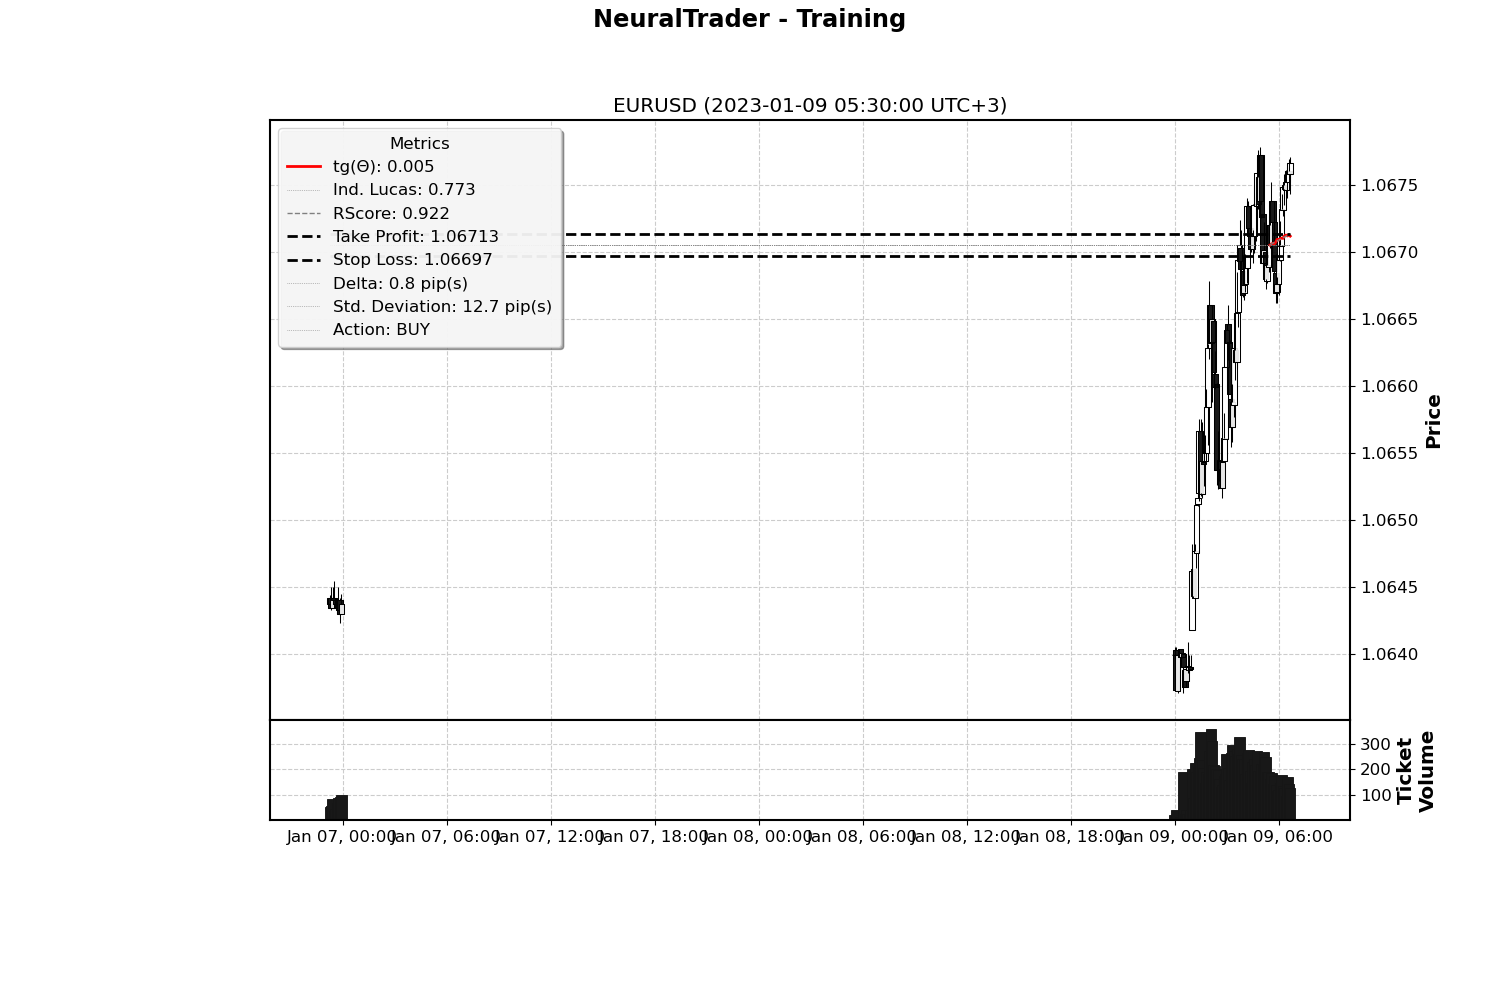 NeuralTrader - Training
EURUSD (2023-01-09 05:30:00 UTC+3)
Metrics
tg(Θ): 0.005
Ind. Lucas: 0.773
RScore: 0.922
Take Profit: 1.06713
Stop Loss: 1.06697
Delta: 0.8 pip(s)
Std. Deviation: 12.7 pip(s)
Action: BUY
1.0675
1.0670
1.0665
1.0660
1.0655
1.0650
1.0645
1.0640
Price
300
200
100
Ticket
Volume
Jan 07, 00:00
Jan 07, 06:00
Jan 07, 12:00
Jan 07, 18:00
Jan 08, 00:00
Jan 08, 06:00
Jan 08, 12:00
Jan 08, 18:00
Jan 09, 00:00
Jan 09, 06:00